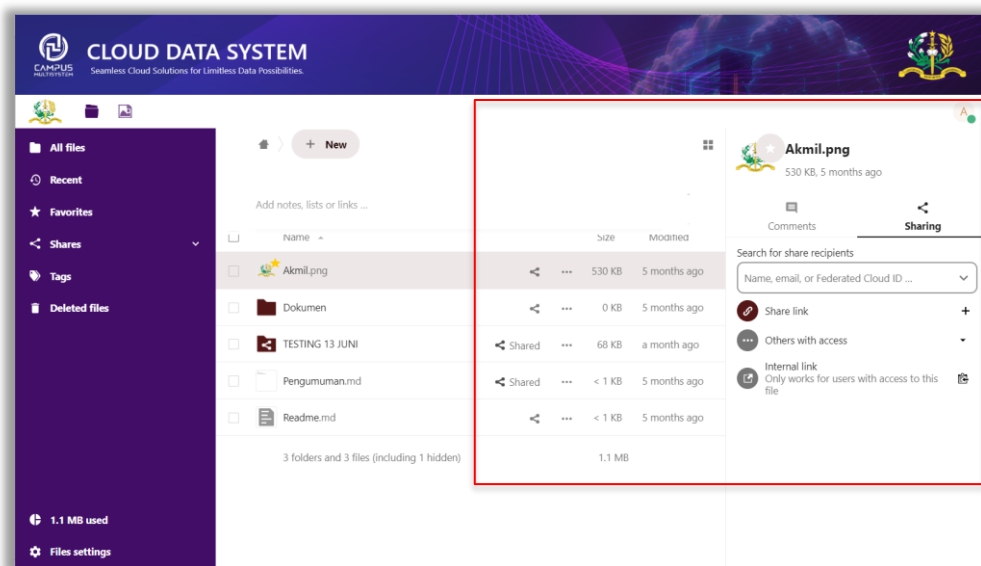 CAMPUS
MULTISYSTEM
CLOUD DATA SYSTEM
Seamless Cloud Solutions for Limitless Data Possibilities.
A
All files
Recent
Favorites
Shares
Tags
Deleted files
1.1 MB used
Files settings
+ New
Add notes, lists or links ...
Name Size Modified
Akmil.png 530 KB 5 months ago
Dokumen 0 KB 5 months ago
TESTING 13 JUNI Shared 68 KB a month ago
Pengumuman.md Shared < 1 KB 5 months ago
Readme.md < 1 KB 5 months ago
3 folders and 3 files (including 1 hidden) 1.1 MB
Akmil.png
530 KB, 5 months ago
Comments Sharing
Search for share recipients
Name, email, or Federated Cloud ID ...
Share link
Others with access
Internal link
Only works for users with access to this
file